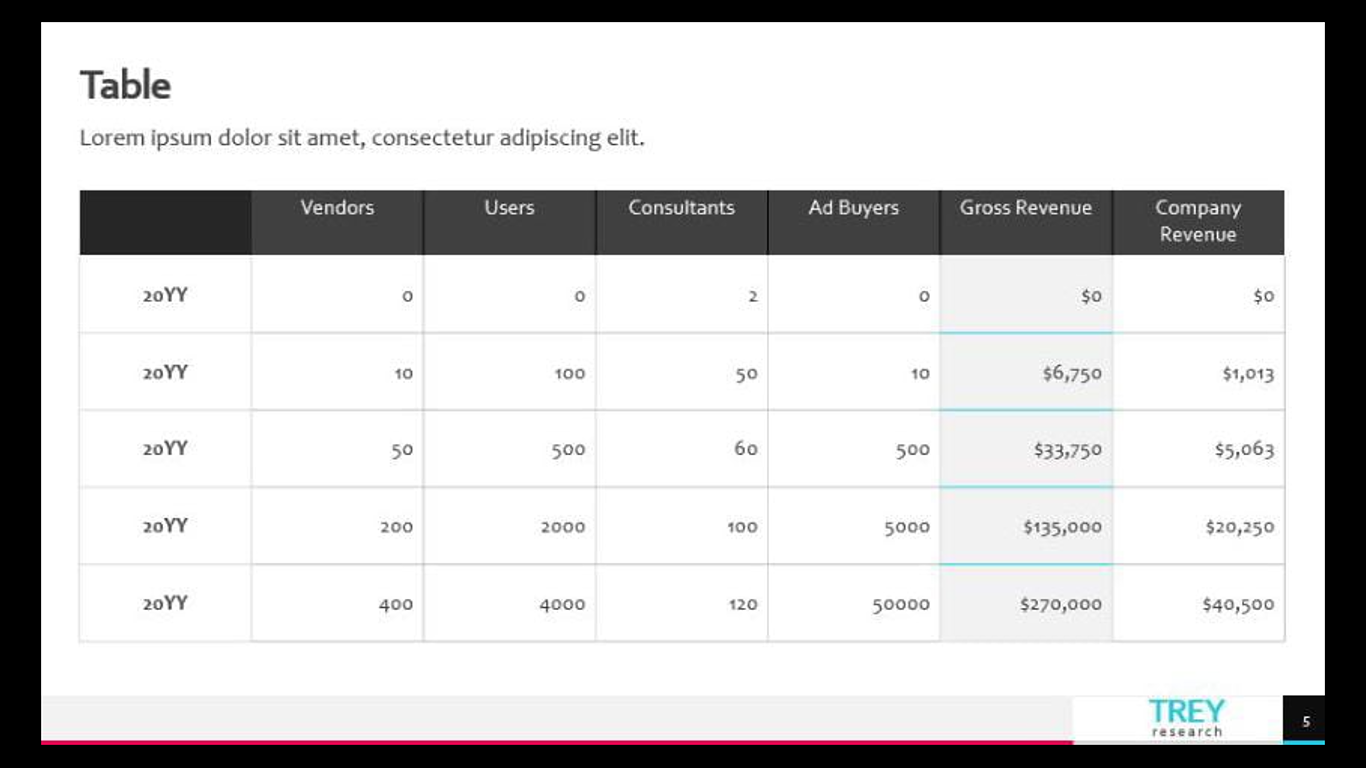 Table
Lorem ipsum dolor sit amet, consectetur adipiscing elit.
Vendors Users Consultants Ad Buyers Gross Revenue Company
Revenue
20YY 0 0 2 0 $0 $0
20YY 10 100 50 10 $6,750 $1,013
20YY 50 500 60 500 $33,750 $5,063
20YY 200 2000 100 5000 $135,000 $20,250
20YY 400 4000 120 50000 $270,000 $40,500
TREY
research
5